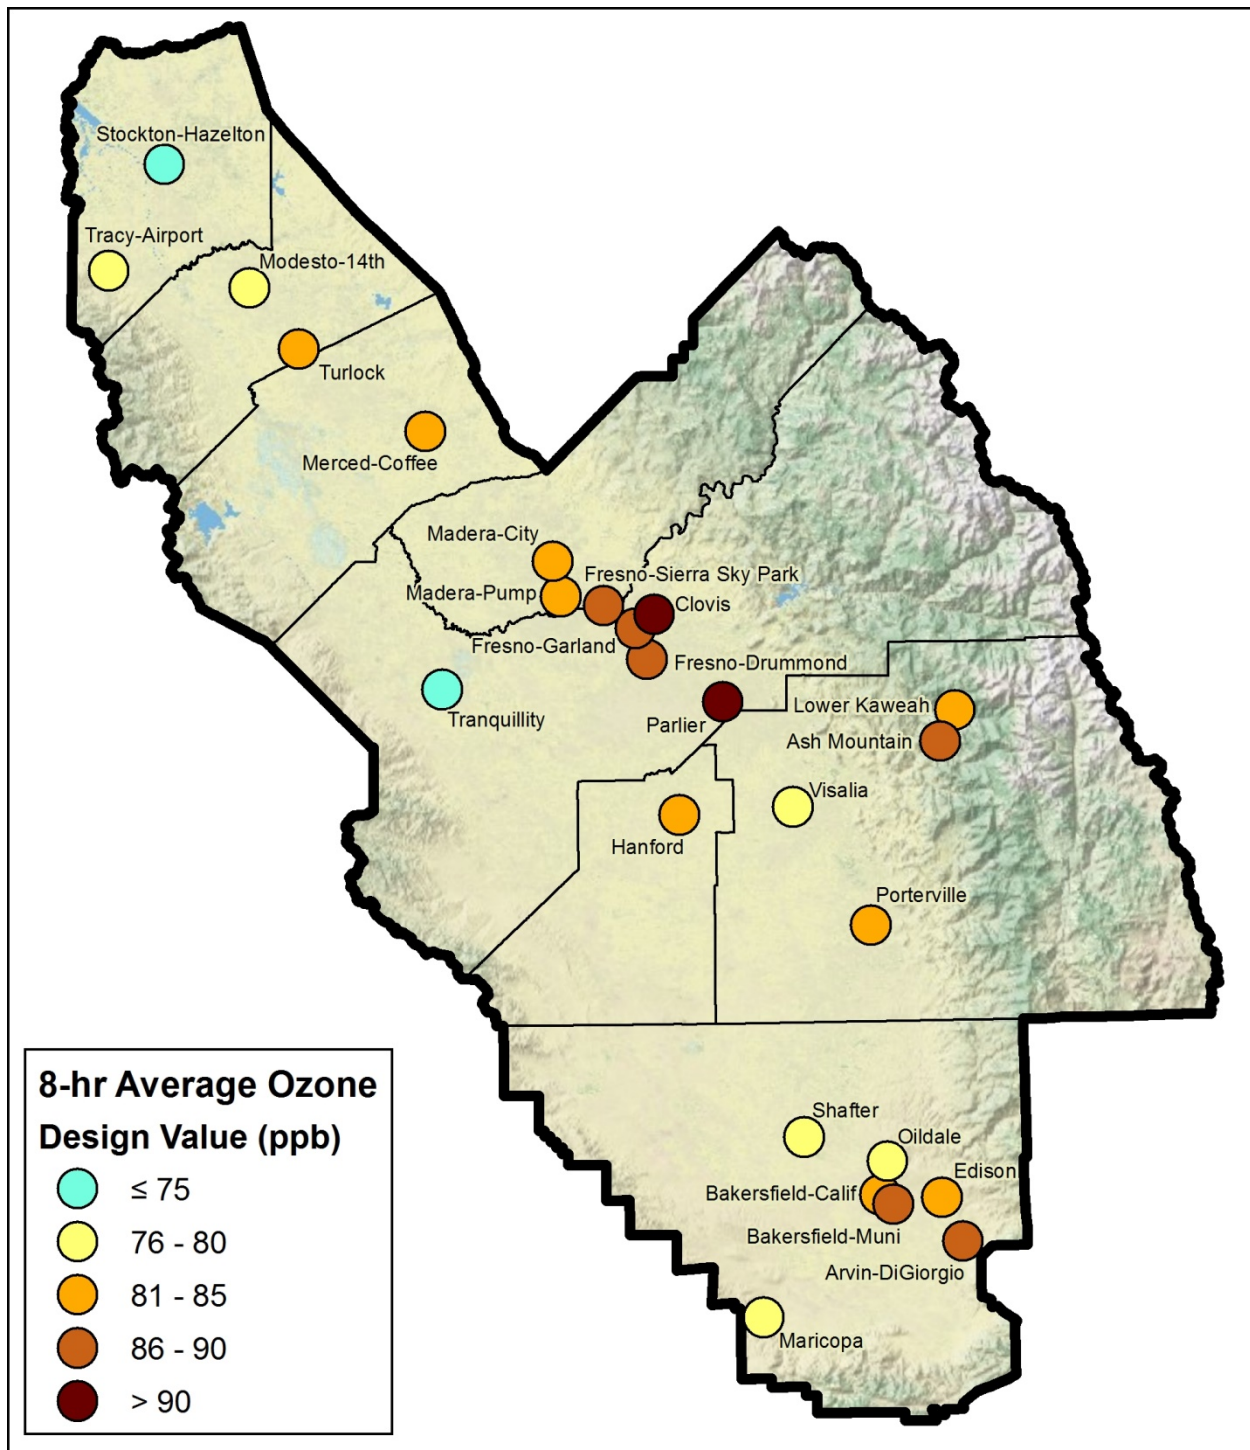 Stockton-Hazelton
Tracy-Airport
Modesto-14th
Turlock
Merced-Coffee
Madera-City
Fresno-Sierra Sky Park
Madera-Pump
Clovis
Fresno-Garland
Fresno-Drummond
Tranquillity
Parlier
Lower Kaweah
Ash Mountain
Visalia
Hanford
Porterville
Shafter
Oildale
Edison
Bakersfield-Calif
Bakersfield-Muni
Arvin-DiGiorgio
Maricopa
8-hr Average Ozone
Design Value (ppb)
≤ 75
76 - 80
81 - 85
86 - 90
> 90